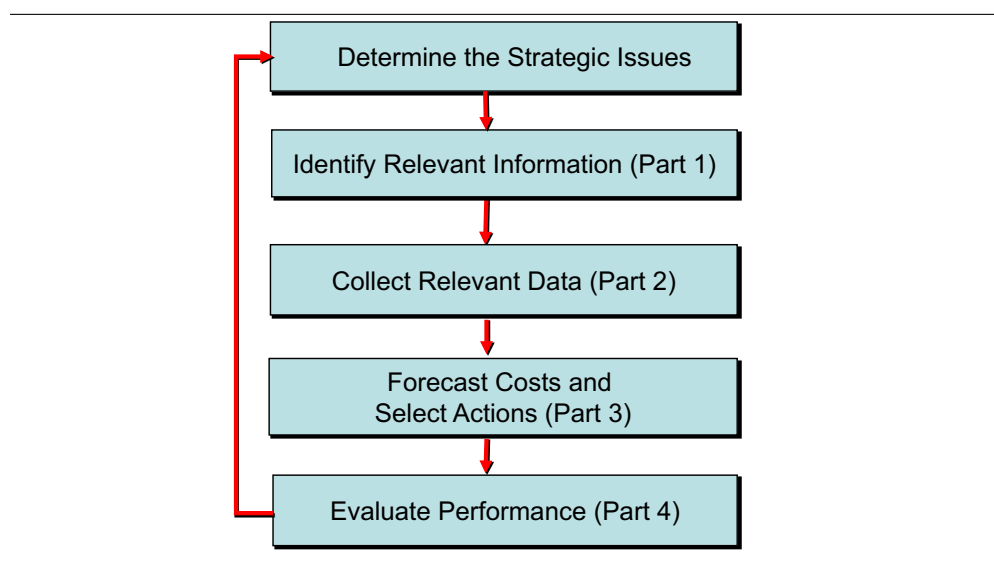 Determine the Strategic Issues
Identify Relevant Information (Part 1)
Collect Relevant Data (Part 2)
Forecast Costs and
Select Actions (Part 3)
Evaluate Performance (Part 4)